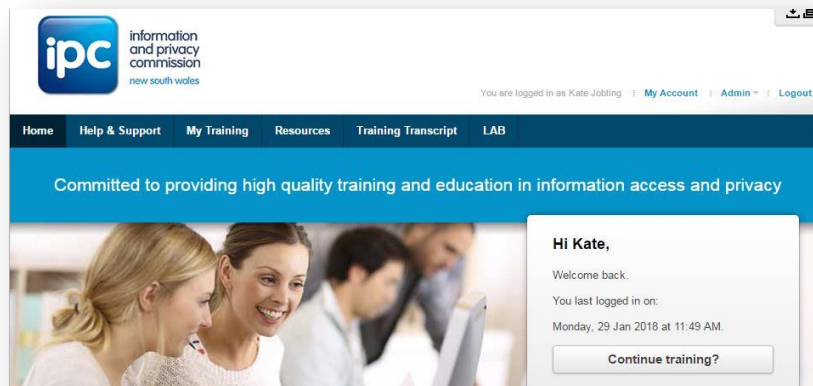 ipc
information
and privacy
commission
new south wales
You are logged in as Kate Jobling : My Account | Admin : Logout
Home Help & Support My Training Resources Training Transcript LAB
Committed to providing high quality training and education in information access and privacy
Hi Kate,
Welcome back.
You last logged in on:
Monday, 29 Jan 2018 at 11:49 AM.
Continue training?